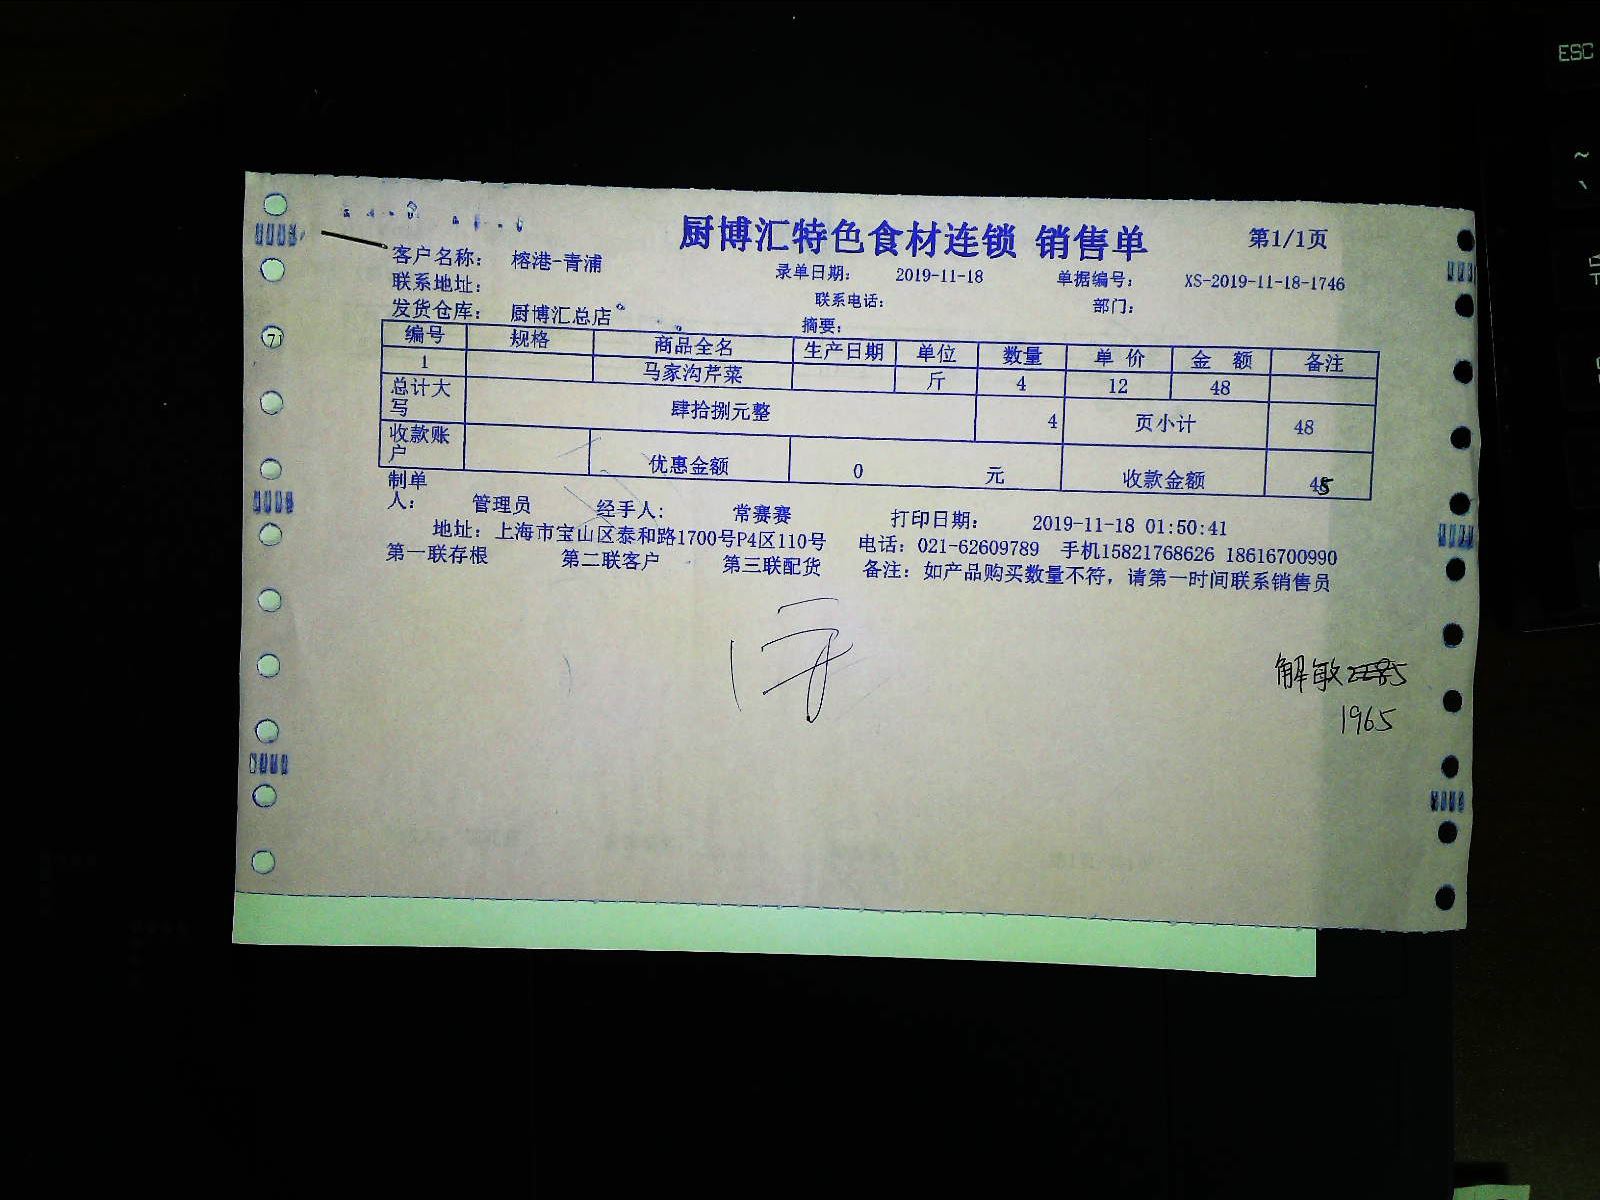 厨博汇特色食材连锁 销售单 第1/1页
客户名称: 榕港-青浦 录单日期: 2019-11-18 单据编号: XS-2019-11-18-1746
联系地址: 联系电话: 部门:
发货仓库: 厨博汇总店 摘要:
编号 规格 商品全名 生产日期 单位 数量 单价 金额 备注
1 马家沟芹菜 斤 4 12 48
总计大写 肆拾捌元整 4 页小计 48
收款账户 优惠金额 0 元 收款金额
制单人: 管理员 经手人: 常赛赛 打印日期: 2019-11-18 01:50:41
地址: 上海市宝山区泰和路1700号P4区110号 电话: 021-62609789 手机15821768626 18616700990
第一联存根 第二联客户 第三联配货 备注: 如产品购买数量不符，请第一时间联系销售员
解敏
1965
ESC
~